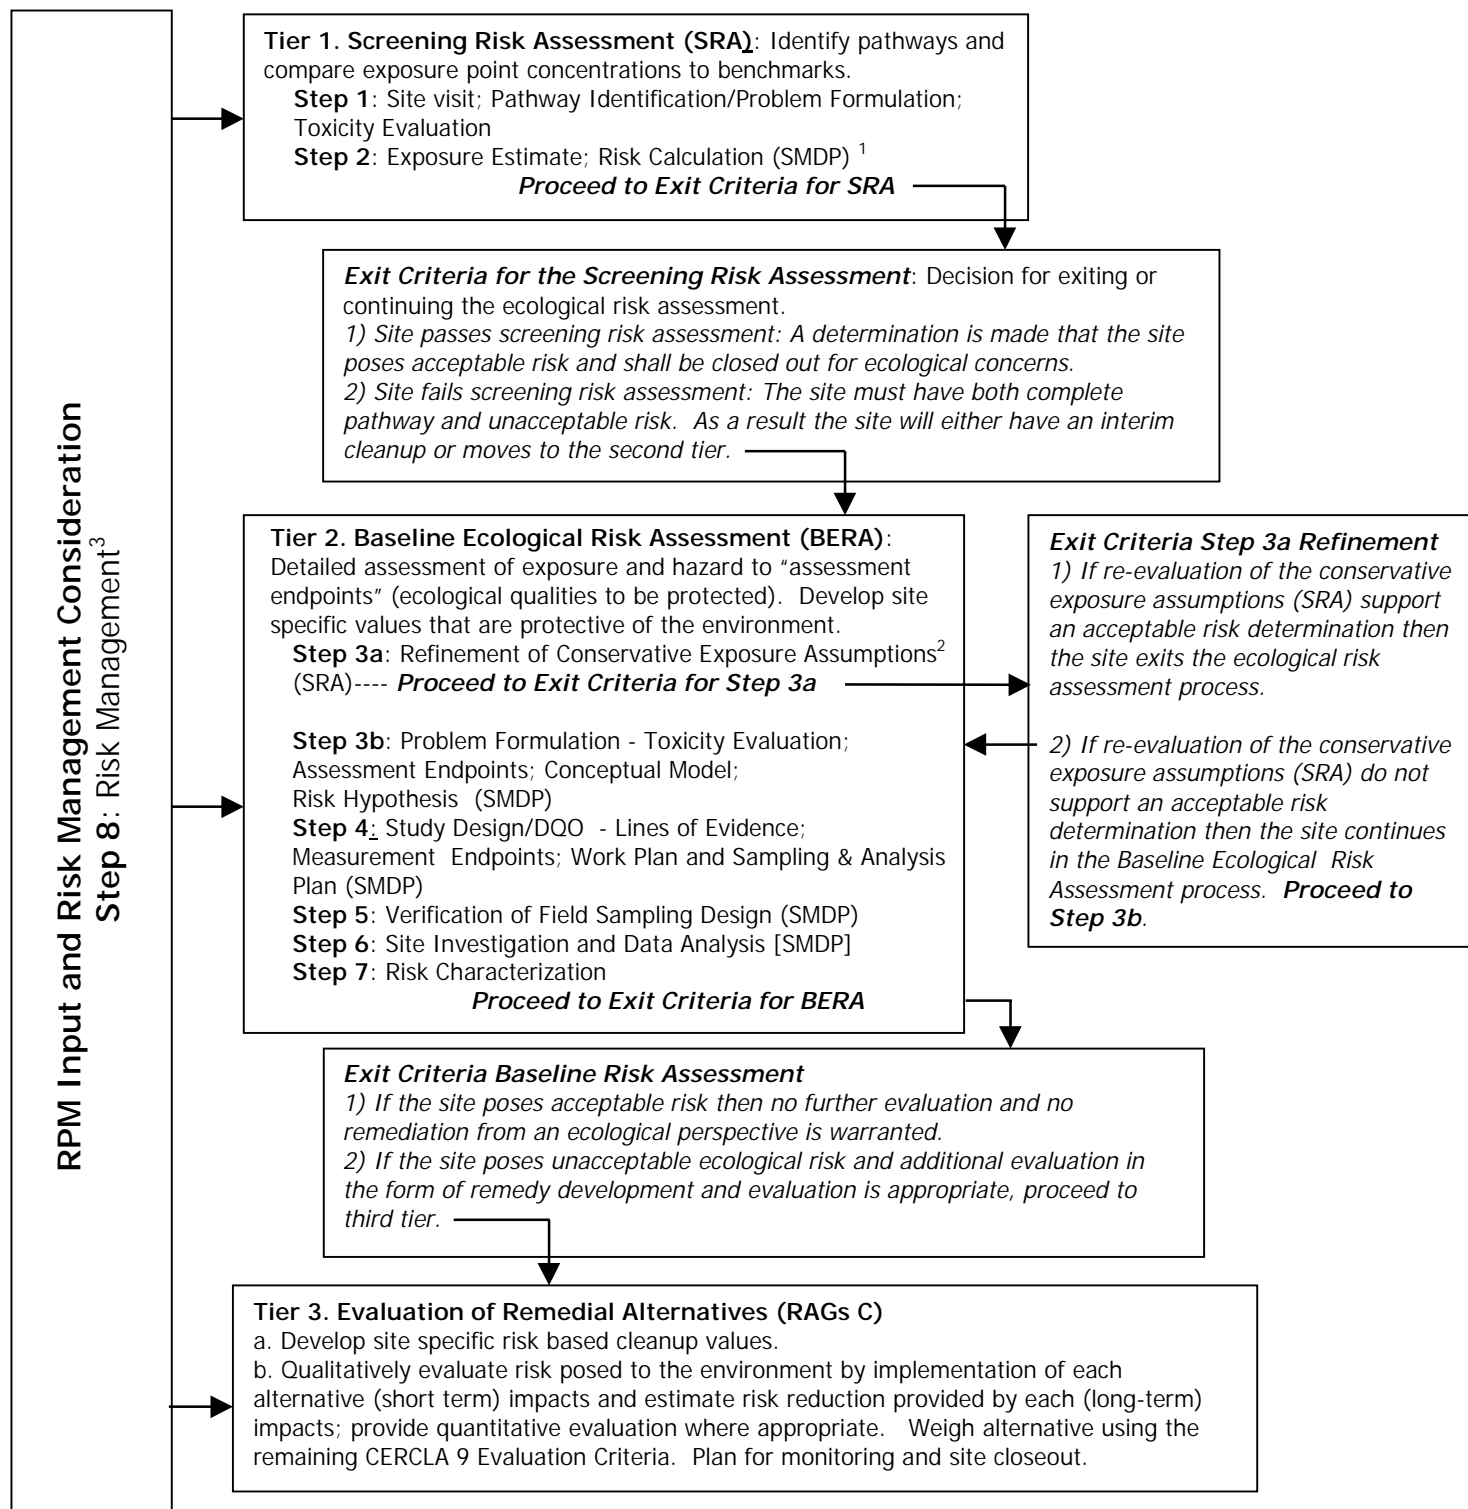 RPM Input and Risk Management Consideration
Step 8: Risk Management3
Tier 1. Screening Risk Assessment (SRA): Identify pathways and
compare exposure point concentrations to benchmarks.
Step 1: Site visit; Pathway Identification/Problem Formulation;
Toxicity Evaluation
Step 2: Exposure Estimate; Risk Calculation (SMDP) 1
Proceed to Exit Criteria for SRA
Exit Criteria for the Screening Risk Assessment: Decision for exiting or
continuing the ecological risk assessment.
1) Site passes screening risk assessment: A determination is made that the site
poses acceptable risk and shall be closed out for ecological concerns.
2) Site fails screening risk assessment: The site must have both complete
pathway and unacceptable risk. As a result the site will either have an interim
cleanup or moves to the second tier.
Tier 2. Baseline Ecological Risk Assessment (BERA):
Detailed assessment of exposure and hazard to "assessment
endpoints" (ecological qualities to be protected). Develop site
specific values that are protective of the environment.
Step 3a: Refinement of Conservative Exposure Assumptions2
(SRA)---- Proceed to Exit Criteria for Step 3a
Step 3b: Problem Formulation - Toxicity Evaluation;
Assessment Endpoints; Conceptual Model;
Risk Hypothesis (SMDP)
Step 4: Study Design/DQO - Lines of Evidence;
Measurement Endpoints; Work Plan and Sampling & Analysis
Plan (SMDP)
Step 5: Verification of Field Sampling Design (SMDP)
Step 6: Site Investigation and Data Analysis [SMDP]
Step 7: Risk Characterization
Proceed to Exit Criteria for BERA
Exit Criteria Step 3a Refinement
1) If re-evaluation of the conservative
exposure assumptions (SRA) support
an acceptable risk determination then
the site exits the ecological risk
assessment process.
2) If re-evaluation of the conservative
exposure assumptions (SRA) do not
support an acceptable risk
determination then the site continues
in the Baseline Ecological Risk
Assessment process. Proceed to
Step 3b.
Exit Criteria Baseline Risk Assessment
1) If the site poses acceptable risk then no further evaluation and no
remediation from an ecological perspective is warranted.
2) If the site poses unacceptable ecological risk and additional evaluation in
the form of remedy development and evaluation is appropriate, proceed to
third tier.
Tier 3. Evaluation of Remedial Alternatives (RAGs C)
a. Develop site specific risk based cleanup values.
b. Qualitatively evaluate risk posed to the environment by implementation of each
alternative (short term) impacts and estimate risk reduction provided by each (long-term)
impacts; provide quantitative evaluation where appropriate. Weigh alternative using the
remaining CERCLA 9 Evaluation Criteria. Plan for monitoring and site closeout.